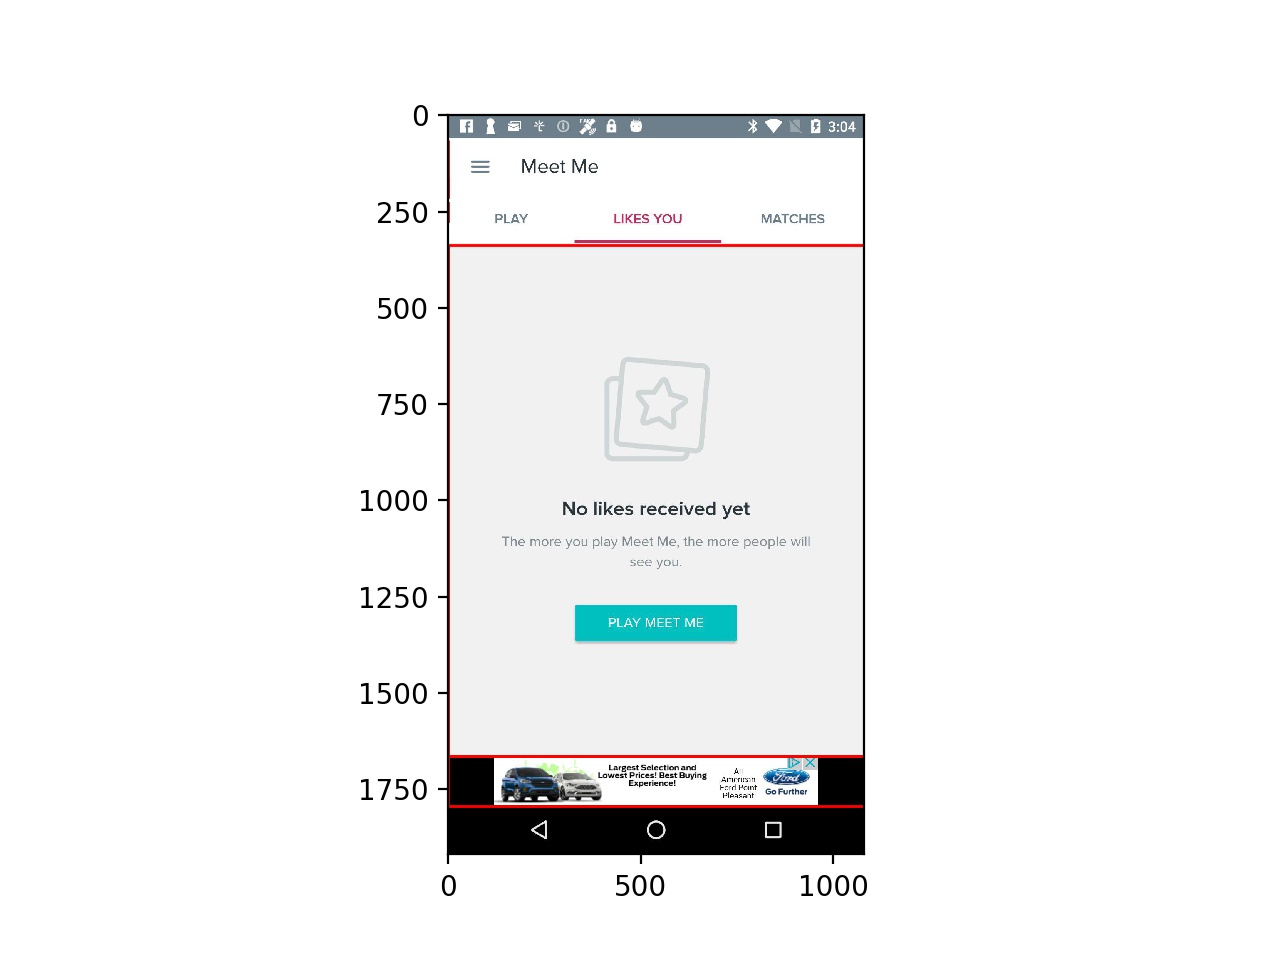 0
3:04
Meet Me
250
PLAY LIKES YOU MATCHES
500
750
1000
No likes received yet
The more you play Meet Me, the more people will
see you.
1250
PLAY MEET ME
1500
Largest Selection and
Lowest Prices! Best Buying
Experience!
All
American
Ford Point
Pleasant
Ford
Go Further
1750
0 500 1000